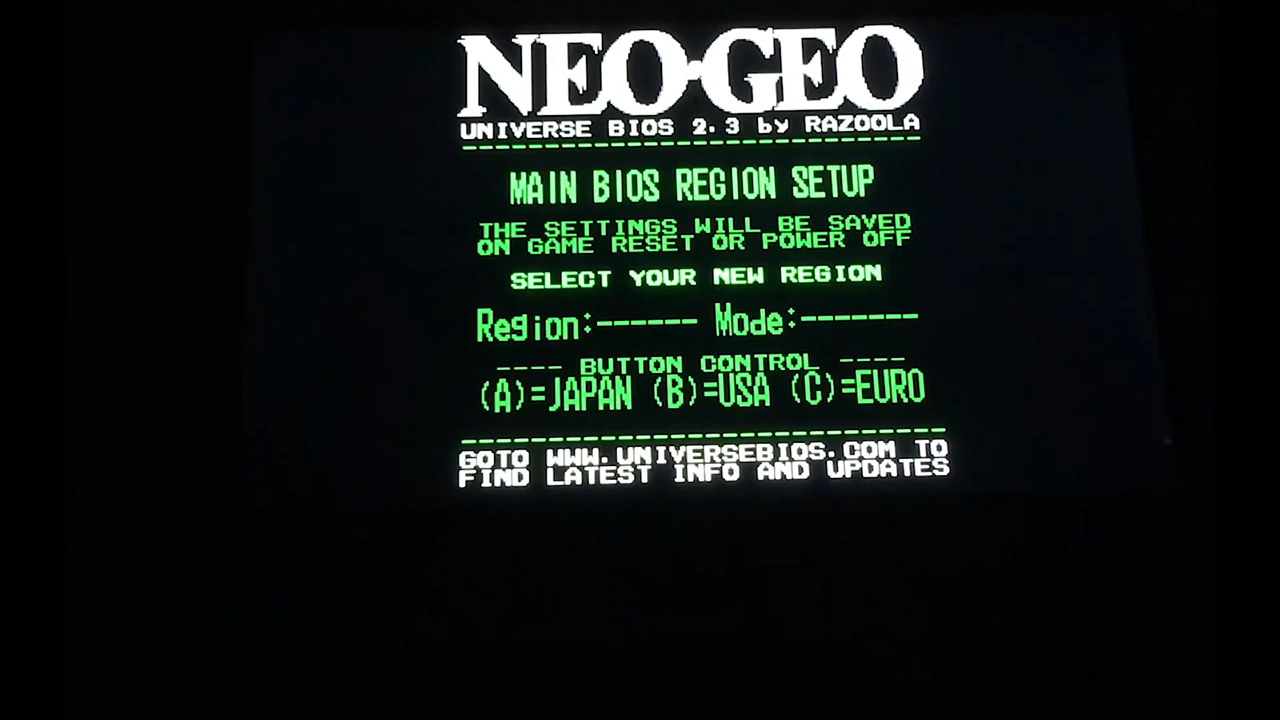 NEO·GEO
UNIVERSE BIOS 2.3 by RAZOOLA
MAIN BIOS REGION SETUP
THE SETTINGS WILL BE SAVED
ON GAME RESET OR POWER OFF
SELECT YOUR NEW REGION
Region:------ Mode:-------
---- BUTTON CONTROL ----
(A)=JAPAN (B)=USA (C)=EURO
GOTO WWW.UNIVERSEBIOS.COM TO
FIND LATEST INFO AND UPDATES